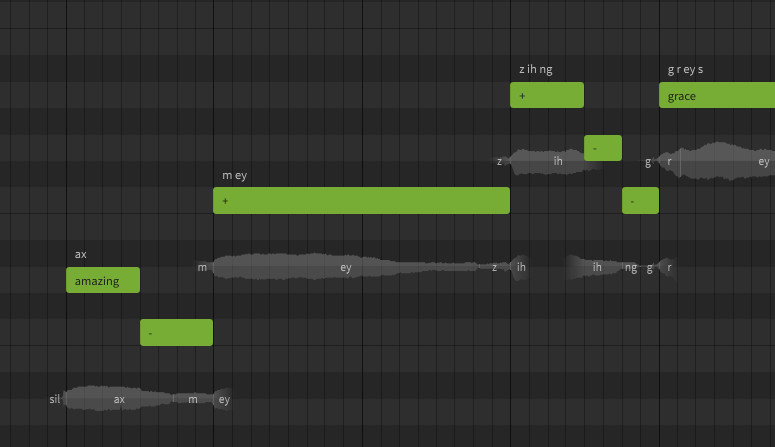 z ih ng g r ey s
+ grace
-
z ih g r ey
m ey
+ -
ax
m ey z ih ih ng g r
amazing
-
sil ax m ey